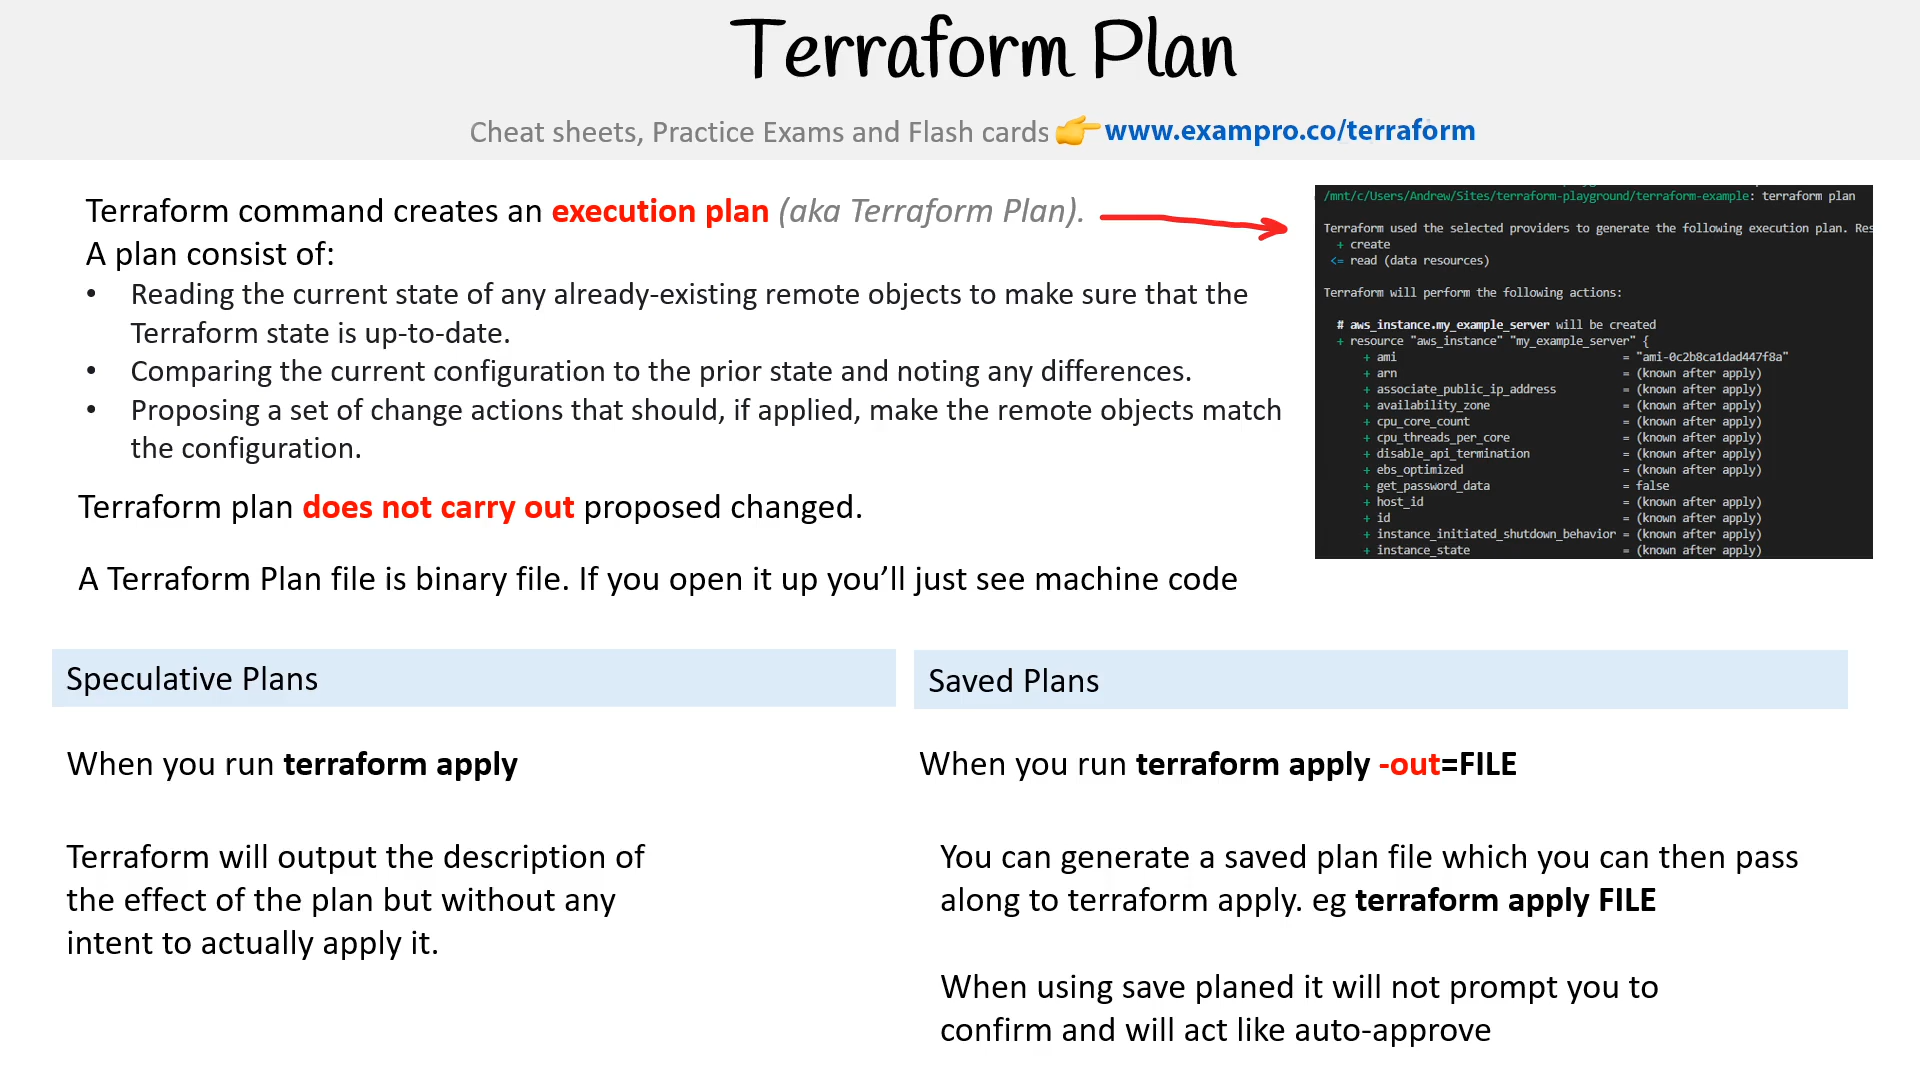 Terraform Plan
Cheat sheets, Practice Exams and Flash cards 👉 www.exampro.co/terraform
Terraform command creates an execution plan (aka Terraform Plan).
A plan consist of:
• Reading the current state of any already-existing remote objects to make sure that the
Terraform state is up-to-date.
• Comparing the current configuration to the prior state and noting any differences.
• Proposing a set of change actions that should, if applied, make the remote objects match
the configuration.
Terraform plan does not carry out proposed changed.
A Terraform Plan file is binary file. If you open it up you’ll just see machine code
/mnt/c/Users/Andrew/Sites/terraform-playground/terraform-example: terraform plan
Terraform used the selected providers to generate the following execution plan. Res
+ create
<= read (data resources)
Terraform will perform the following actions:
# aws_instance.my_example_server will be created
+ resource "aws_instance" "my_example_server" {
+ ami = "ami-0c2b8ca1dad447f8a"
+ arn = (known after apply)
+ associate_public_ip_address = (known after apply)
+ availability_zone = (known after apply)
+ cpu_core_count = (known after apply)
+ cpu_threads_per_core = (known after apply)
+ disable_api_termination = (known after apply)
+ ebs_optimized = (known after apply)
+ get_password_data = false
+ host_id = (known after apply)
+ id = (known after apply)
+ instance_initiated_shutdown_behavior = (known after apply)
+ instance_state = (known after apply)
Speculative Plans
When you run terraform apply
Terraform will output the description of
the effect of the plan but without any
intent to actually apply it.
Saved Plans
When you run terraform apply -out=FILE
You can generate a saved plan file which you can then pass
along to terraform apply. eg terraform apply FILE
When using save planed it will not prompt you to
confirm and will act like auto-approve